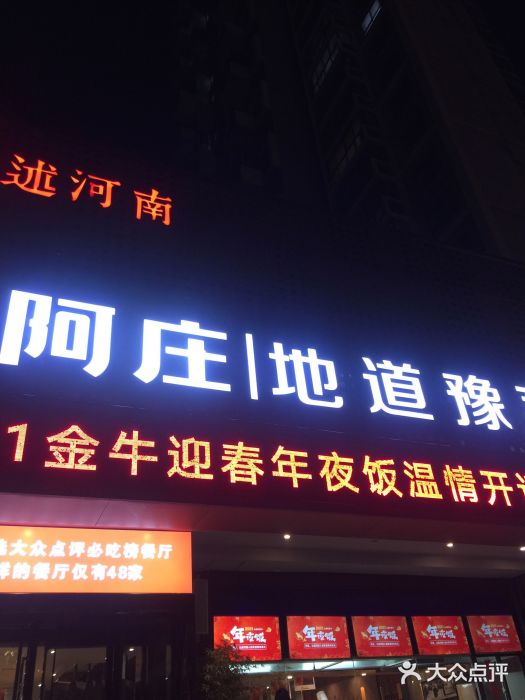 述河南
阿庄|地道豫
1金牛迎春年夜饭温情开
大众点评必吃榜餐厅
样的餐厅仅有48家
年夜饭
年夜饭
年夜饭
年夜饭
年夜饭
大众点评